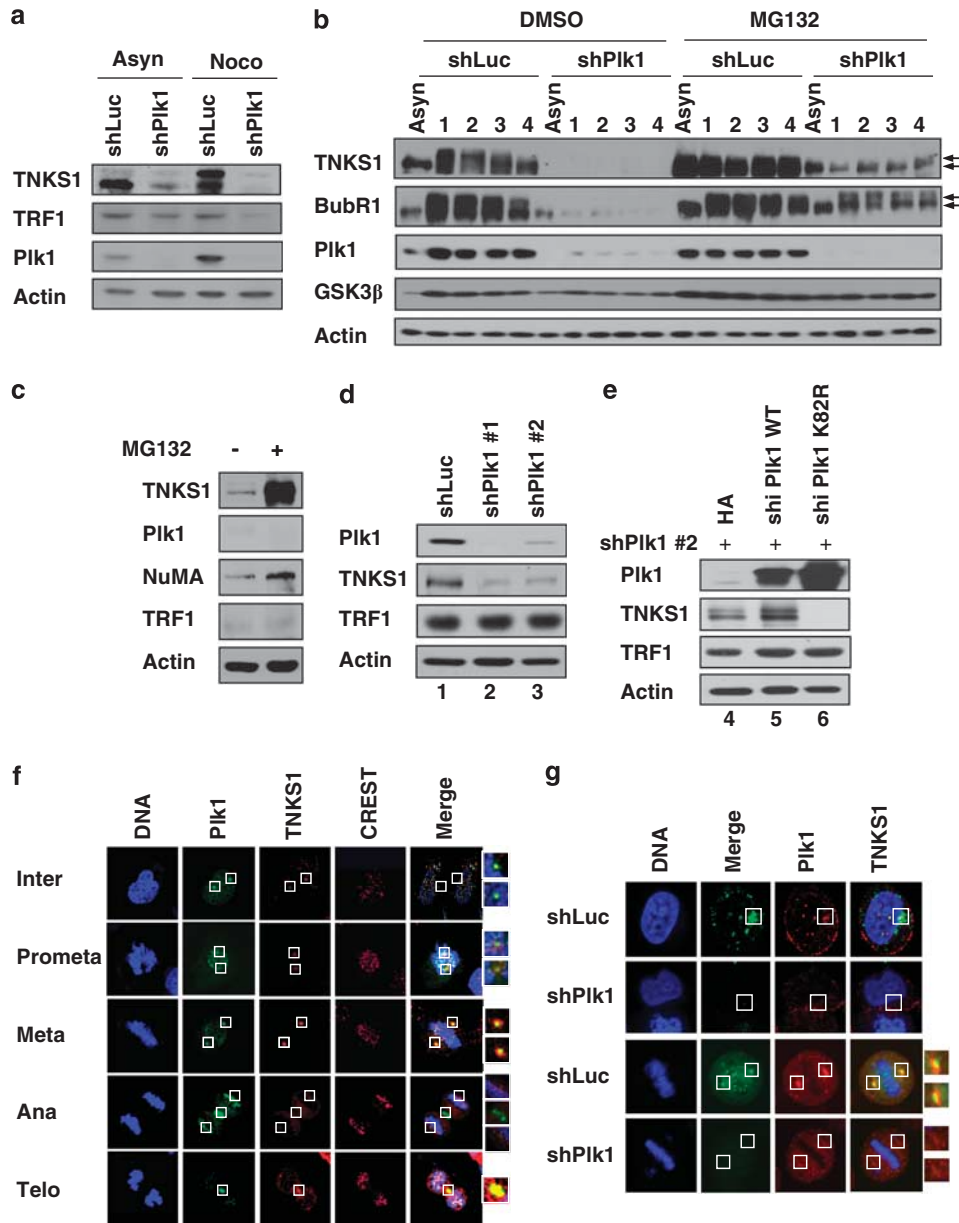 a
Asyn Noco
shLuc shPlk1 shLuc shPlk1
TNKS1
TRF1
Plk1
Actin
b
DMSO MG132
shLuc shPlk1 shLuc shPlk1
Asyn 1 2 3 4 Asyn 1 2 3 4 Asyn 1 2 3 4 Asyn 1 2 3 4
TNKS1
BubR1
Plk1
GSK3β
Actin
c
MG132 - +
TNKS1
Plk1
NuMA
TRF1
Actin
d
shLuc shPlk1 #1 shPlk1 #2
Plk1
TNKS1
TRF1
Actin
1 2 3
e
HA shi Plk1 WT shi Plk1 K82R
shPlk1 #2 + + +
Plk1
TNKS1
TRF1
Actin
4 5 6
f
DNA Plk1 TNKS1 CREST Merge
Inter
Prometa
Meta
Ana
Telo
g
DNA Merge Plk1 TNKS1
shLuc
shPlk1
shLuc
shPlk1